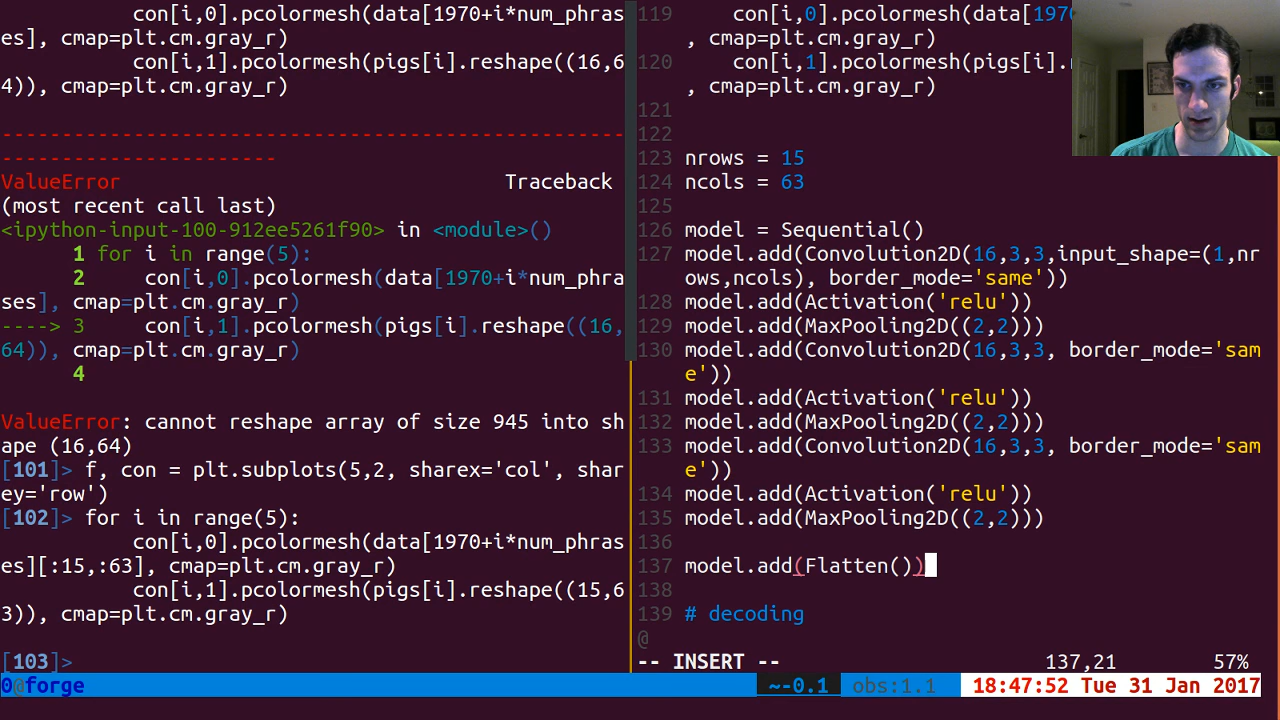 con[i,0].pcolormesh(data[1970+i*num_phras
es], cmap=plt.cm.gray_r)
con[i,1].pcolormesh(pigs[i].reshape((16,6
4)), cmap=plt.cm.gray_r)
---------------------------------------------------------------------------
ValueError Traceback
(most recent call last)
<ipython-input-100-912ee5261f90> in <module>()
1 for i in range(5):
2 con[i,0].pcolormesh(data[1970+i*num_phra
ses], cmap=plt.cm.gray_r)
----> 3 con[i,1].pcolormesh(pigs[i].reshape((16,
64)), cmap=plt.cm.gray_r)
4
ValueError: cannot reshape array of size 945 into sh
ape (16,64)
[101]> f, con = plt.subplots(5,2, sharex='col', shar
ey='row')
[102]> for i in range(5):
con[i,0].pcolormesh(data[1970+i*num_phras
es][:15,:63], cmap=plt.cm.gray_r)
con[i,1].pcolormesh(pigs[i].reshape((15,6
3)), cmap=plt.cm.gray_r)
[103]>
119 con[i,0].pcolormesh(data[197
, cmap=plt.cm.gray_r)
120 con[i,1].pcolormesh(pigs[i].r
, cmap=plt.cm.gray_r)
121
122
123 nrows = 15
124 ncols = 63
125
126 model = Sequential()
127 model.add(Convolution2D(16,3,3,input_shape=(1,nr
ows,ncols), border_mode='same'))
128 model.add(Activation('relu'))
129 model.add(MaxPooling2D((2,2)))
130 model.add(Convolution2D(16,3,3, border_mode='sam
e'))
131 model.add(Activation('relu'))
132 model.add(MaxPooling2D((2,2)))
133 model.add(Convolution2D(16,3,3, border_mode='sam
e'))
134 model.add(Activation('relu'))
135 model.add(MaxPooling2D((2,2)))
136
137 model.add(Flatten())
138
139 # decoding
@
-- INSERT -- 137,21 57%
0@forge ~-0.1 obs:1.1 18:47:52 Tue 31 Jan 2017